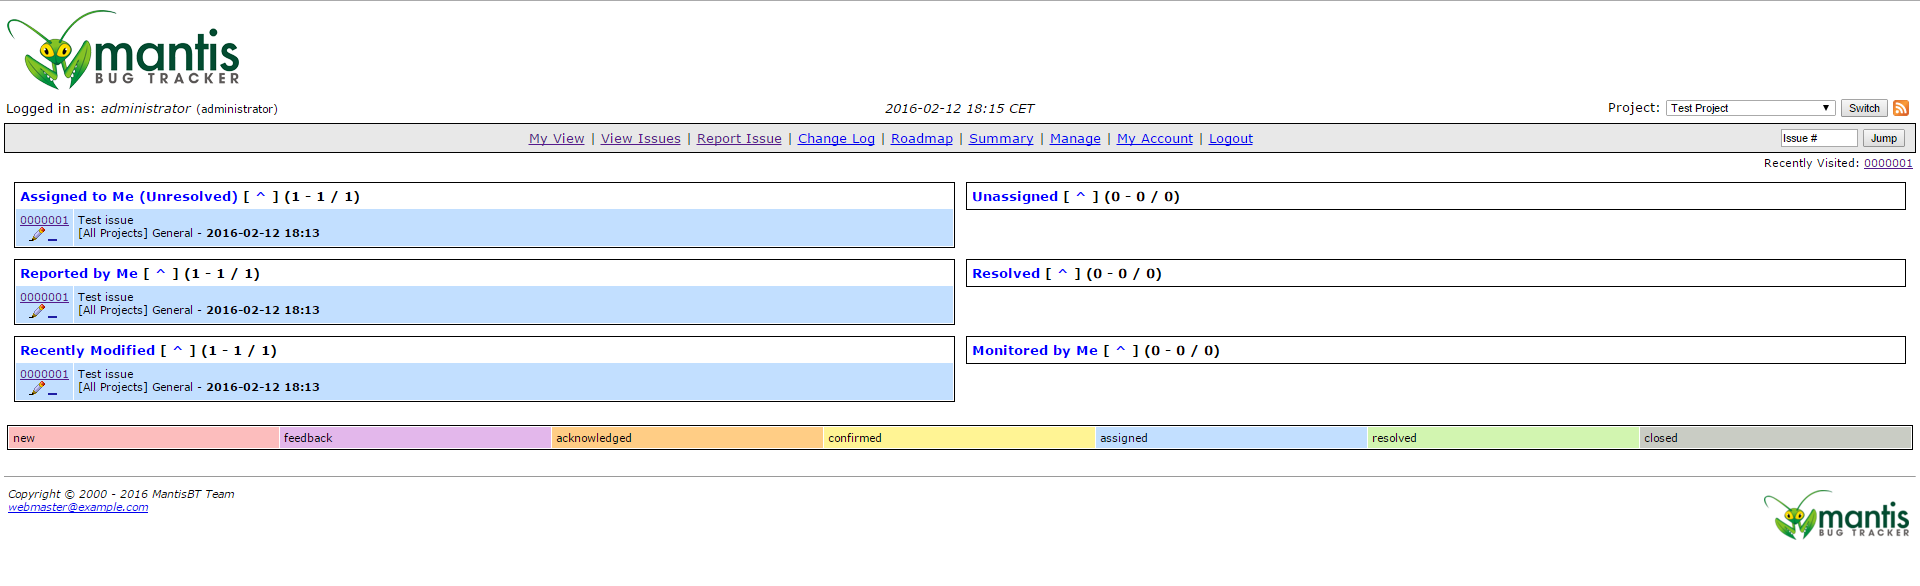 mantis
BUG TRACKER
Logged in as: administrator (administrator)
2016-02-12 18:15 CET
Project: Test Project Switch
My View | View Issues | Report Issue | Change Log | Roadmap | Summary | Manage | My Account | Logout
Issue # Jump
Recently Visited: 0000001
Assigned to Me (Unresolved) [ ^ ] (1 - 1 / 1)
0000001 Test issue
[All Projects] General - 2016-02-12 18:13
Unassigned [ ^ ] (0 - 0 / 0)
Reported by Me [ ^ ] (1 - 1 / 1)
0000001 Test issue
[All Projects] General - 2016-02-12 18:13
Resolved [ ^ ] (0 - 0 / 0)
Recently Modified [ ^ ] (1 - 1 / 1)
0000001 Test issue
[All Projects] General - 2016-02-12 18:13
Monitored by Me [ ^ ] (0 - 0 / 0)
new feedback acknowledged confirmed assigned resolved closed
Copyright © 2000 - 2016 MantisBT Team
webmaster@example.com
mantis
BUG TRACKER